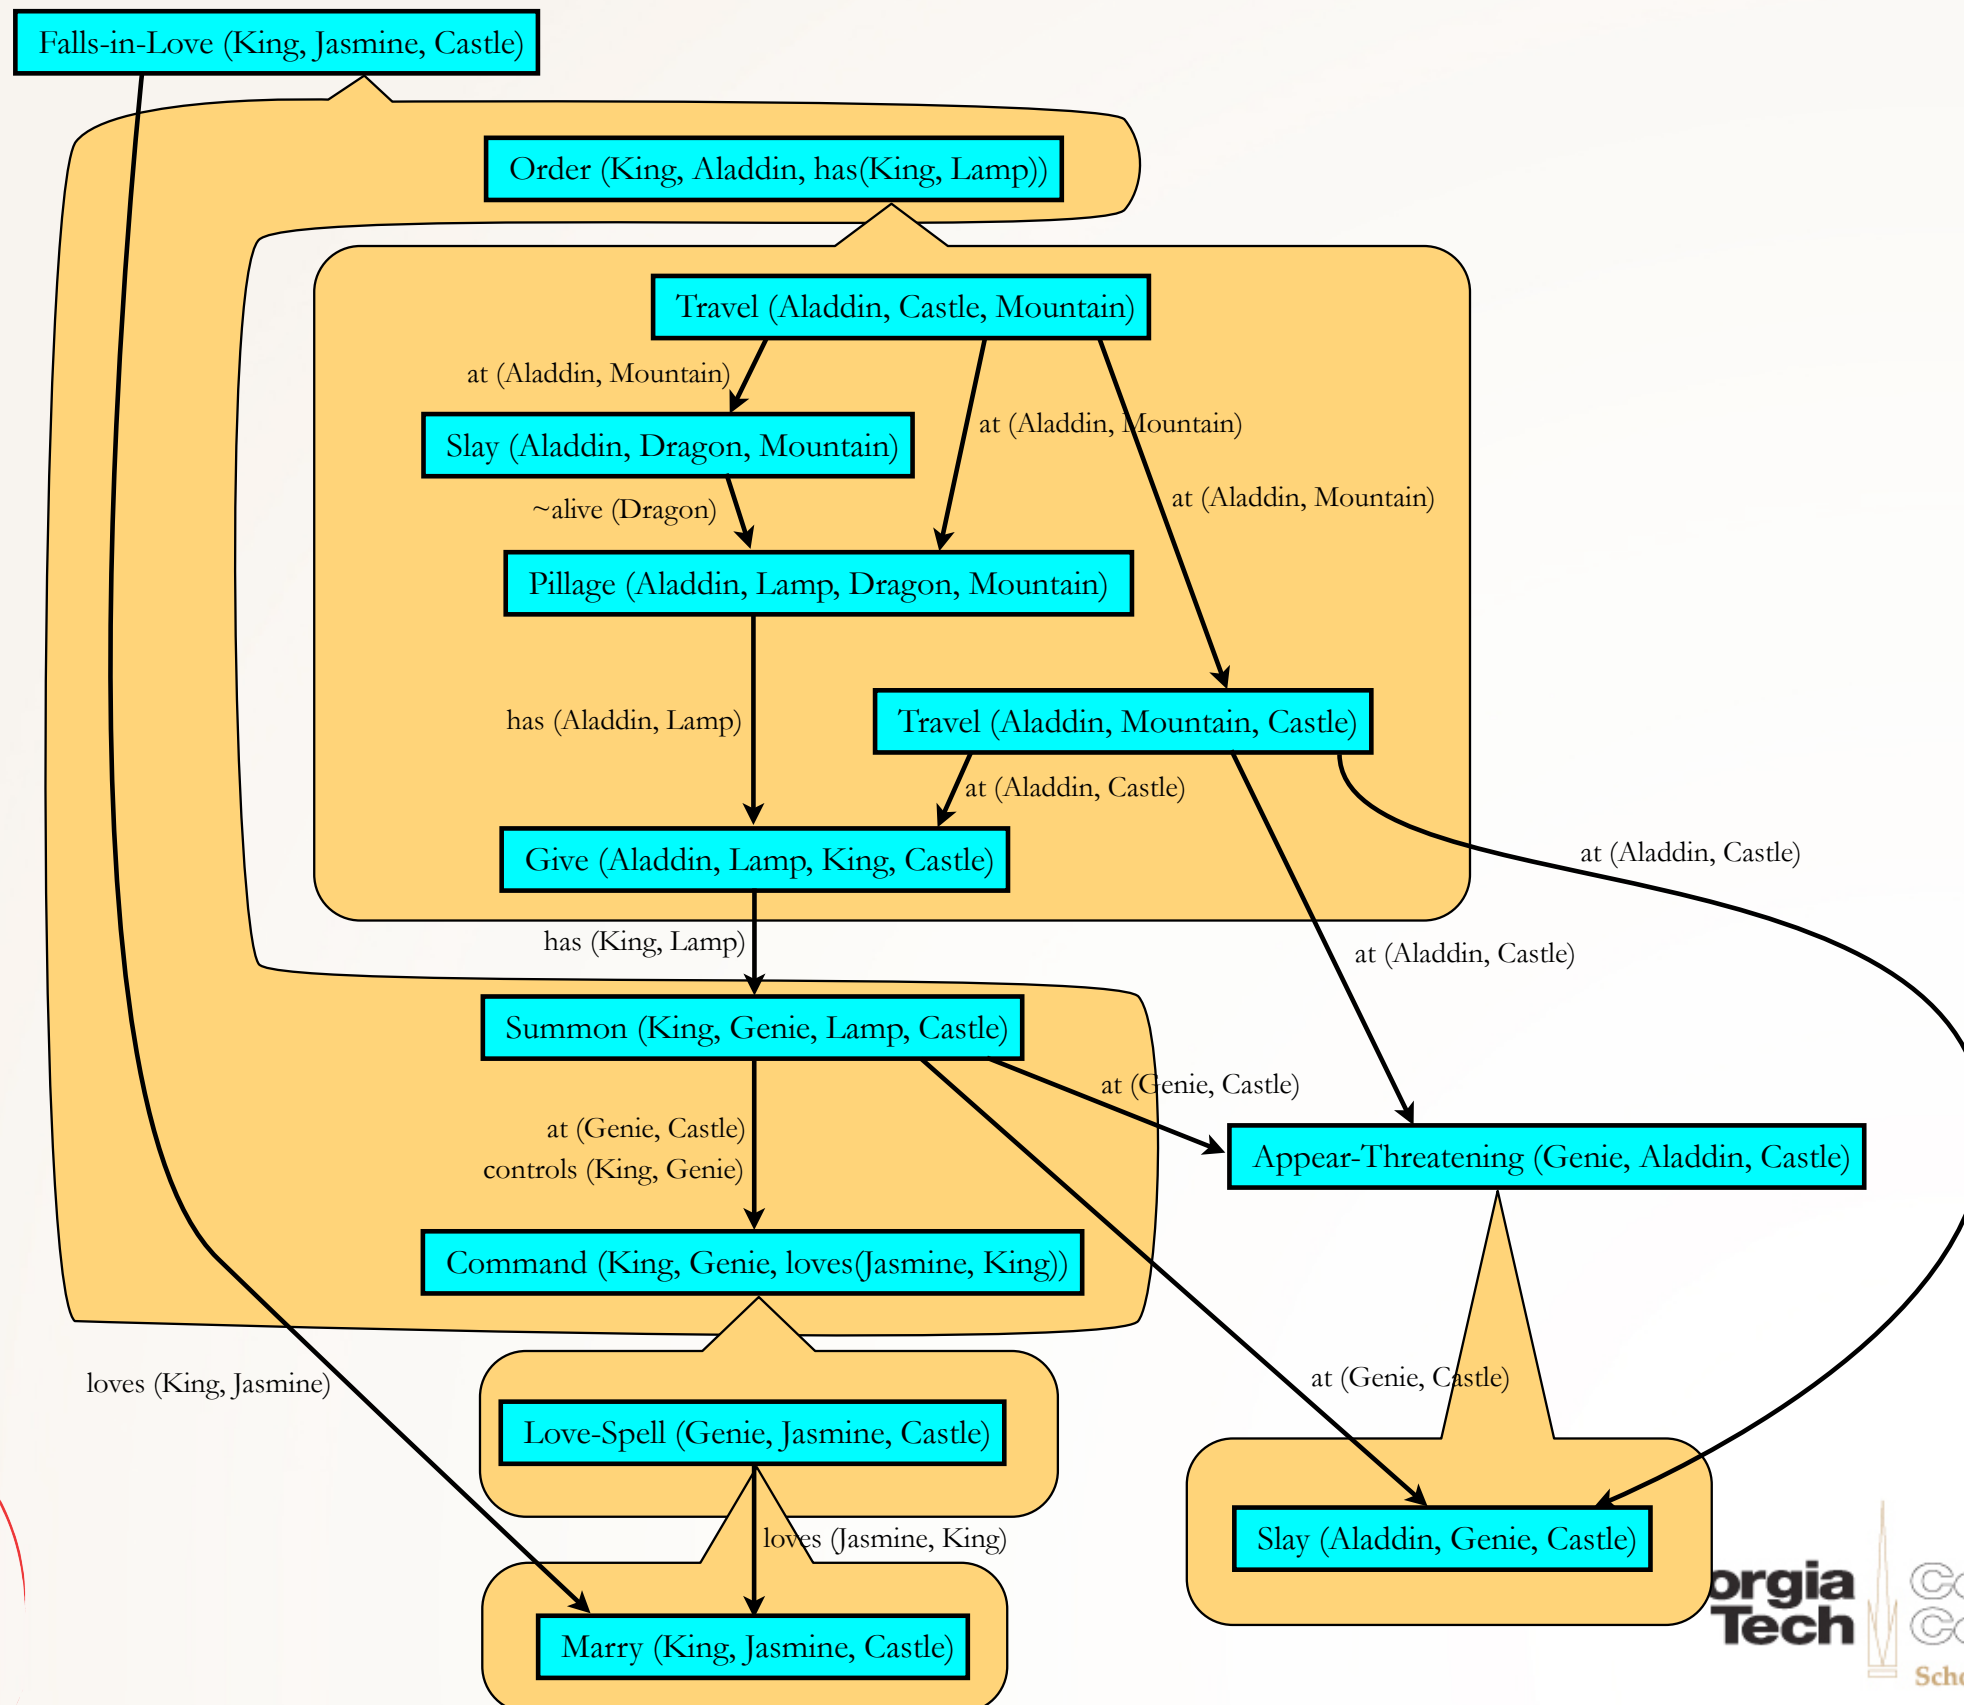 Falls-in-Love (King, Jasmine, Castle)
Order (King, Aladdin, has(King, Lamp))
Travel (Aladdin, Castle, Mountain)
at (Aladdin, Mountain)
at (Aladdin, Mountain)
Slay (Aladdin, Dragon, Mountain)
at (Aladdin, Mountain)
~alive (Dragon)
Pillage (Aladdin, Lamp, Dragon, Mountain)
has (Aladdin, Lamp)
Travel (Aladdin, Mountain, Castle)
at (Aladdin, Castle)
at (Aladdin, Castle)
Give (Aladdin, Lamp, King, Castle)
has (King, Lamp)
at (Aladdin, Castle)
Summon (King, Genie, Lamp, Castle)
at (Genie, Castle)
at (Genie, Castle)
controls (King, Genie)
Appear-Threatening (Genie, Aladdin, Castle)
Command (King, Genie, loves(Jasmine, King))
loves (King, Jasmine)
at (Genie, Castle)
Love-Spell (Genie, Jasmine, Castle)
loves (Jasmine, King)
Slay (Aladdin, Genie, Castle)
Marry (King, Jasmine, Castle)
orgia
Tech